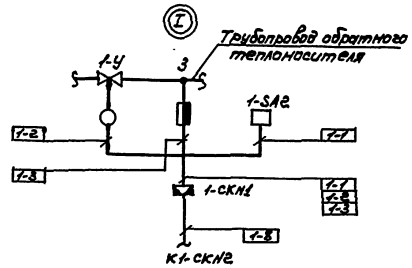 I
Трубопровод обратного
теплоносителя
1-У
3
1-SA2
1-2
1-1
1-3
1-СКН1
1-1
1-2
1-3
1-8
К1-СКН2